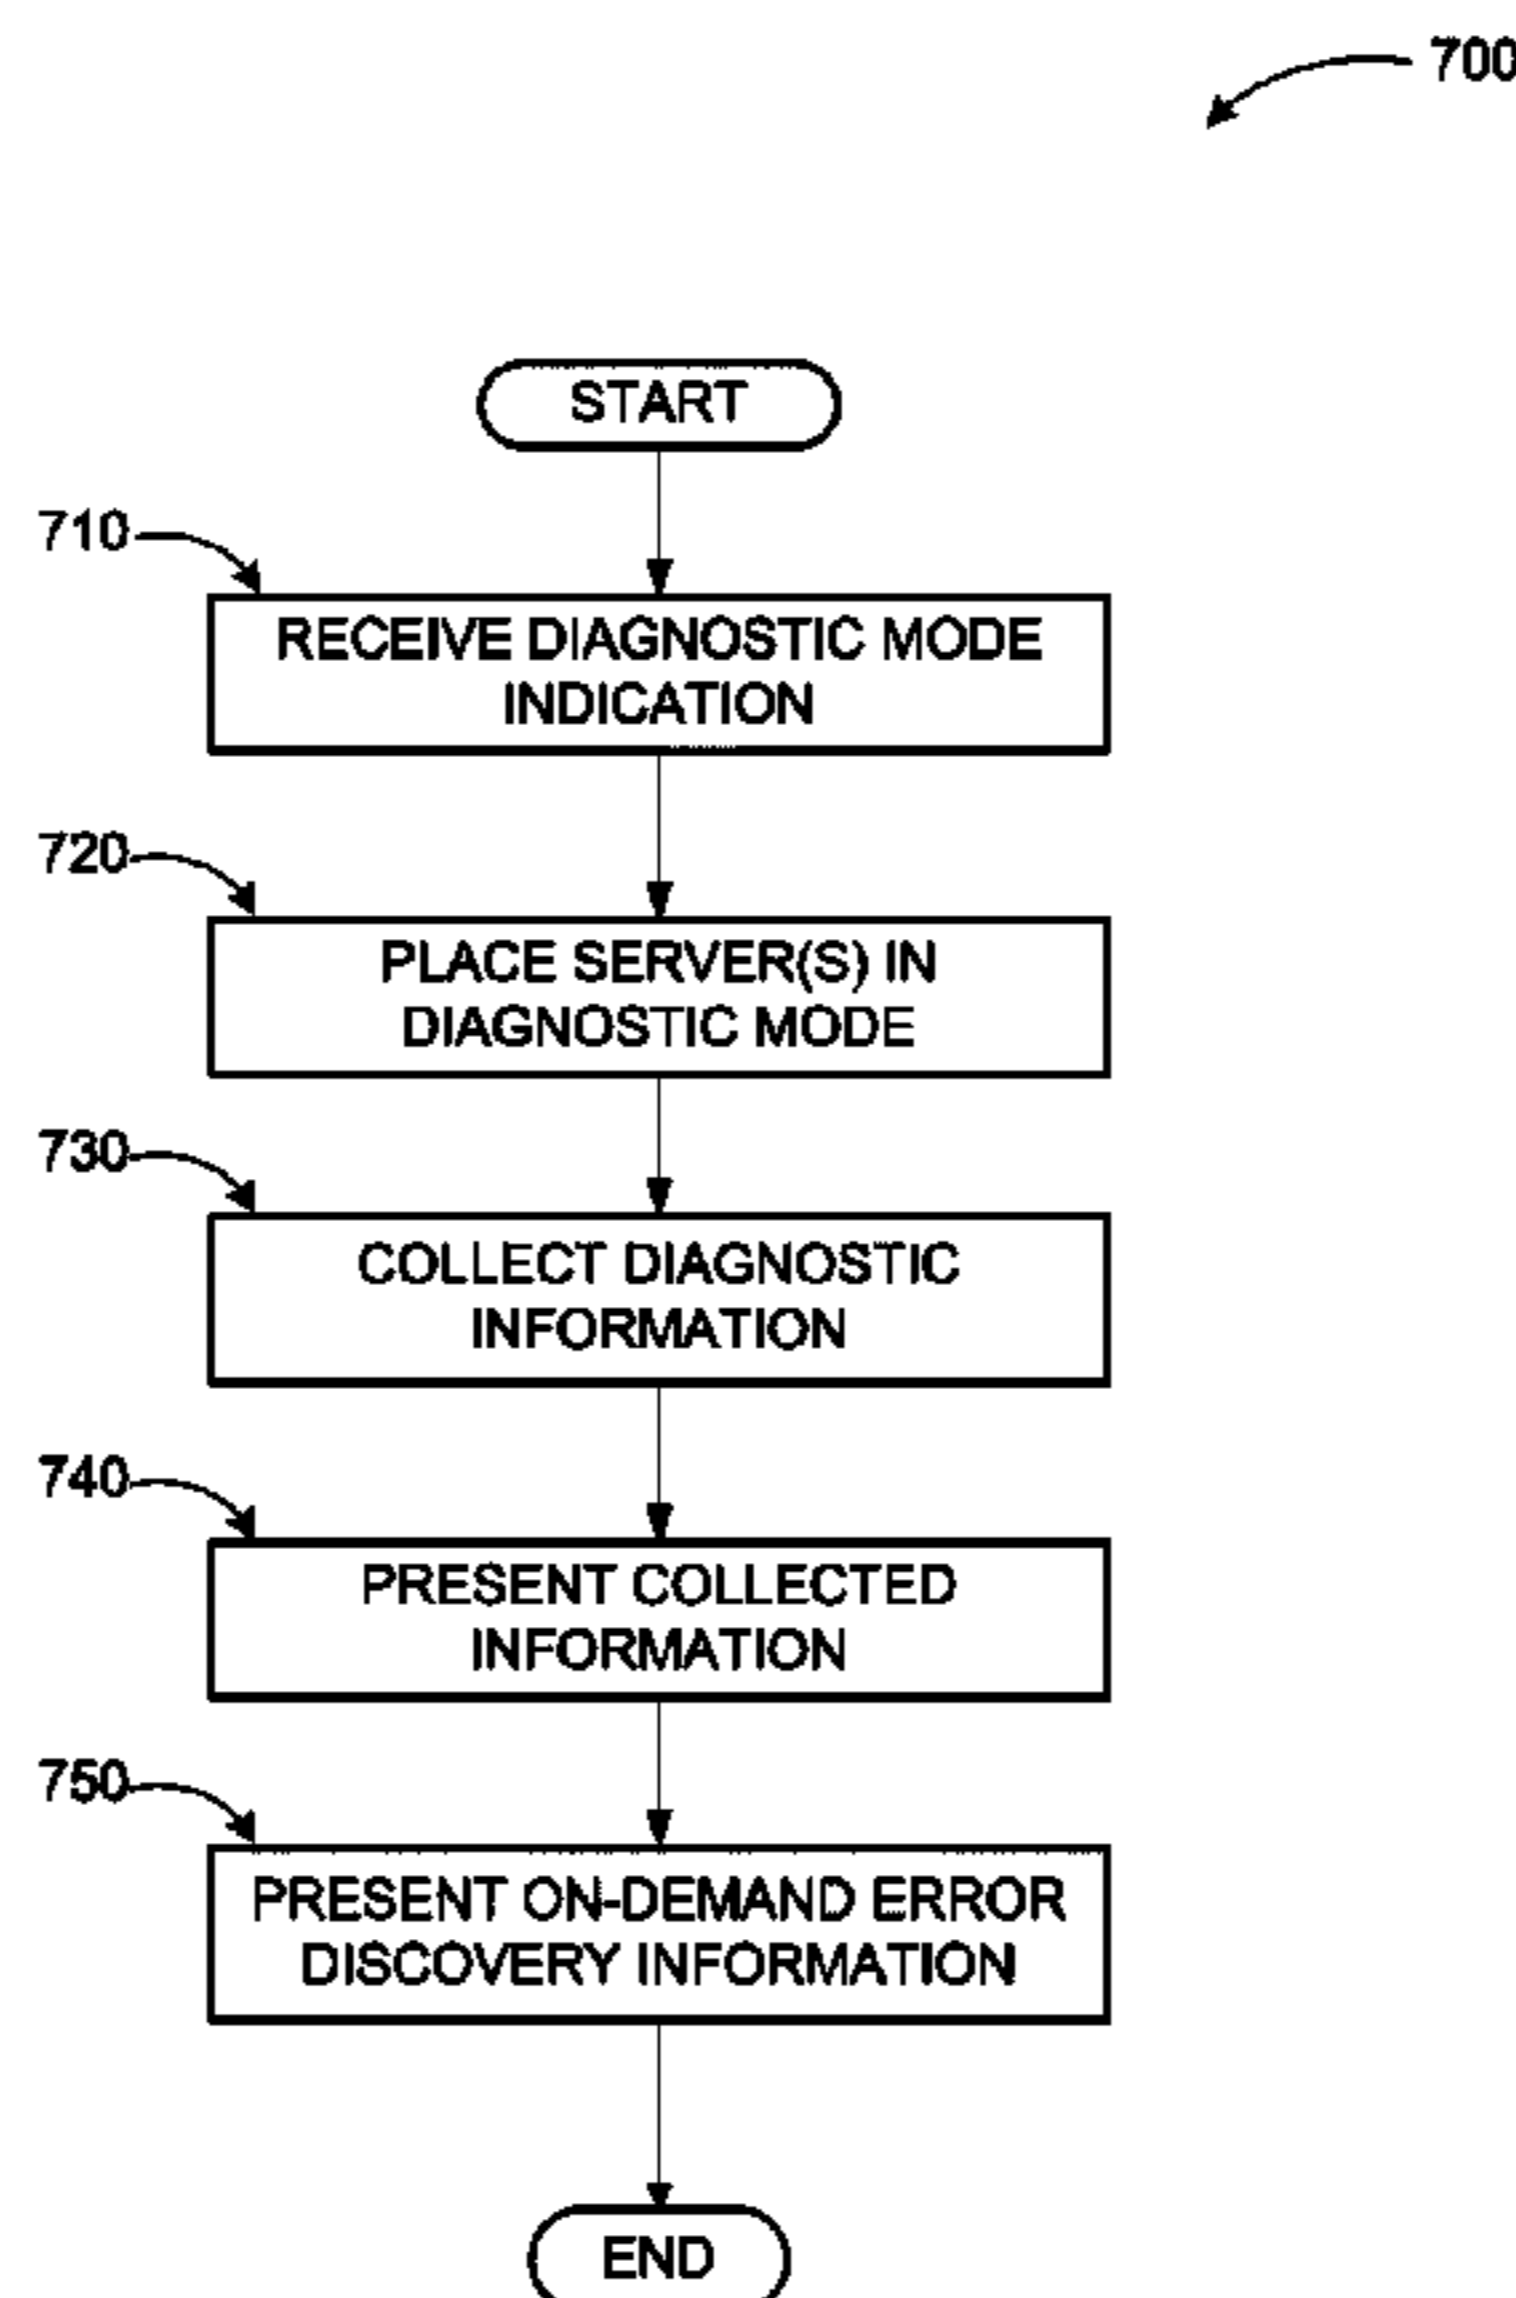 700
START
710
RECEIVE DIAGNOSTIC MODE
INDICATION
720
PLACE SERVER(S) IN
DIAGNOSTIC MODE
730
COLLECT DIAGNOSTIC
INFORMATION
740
PRESENT COLLECTED
INFORMATION
750
PRESENT ON-DEMAND ERROR
DISCOVERY INFORMATION
END